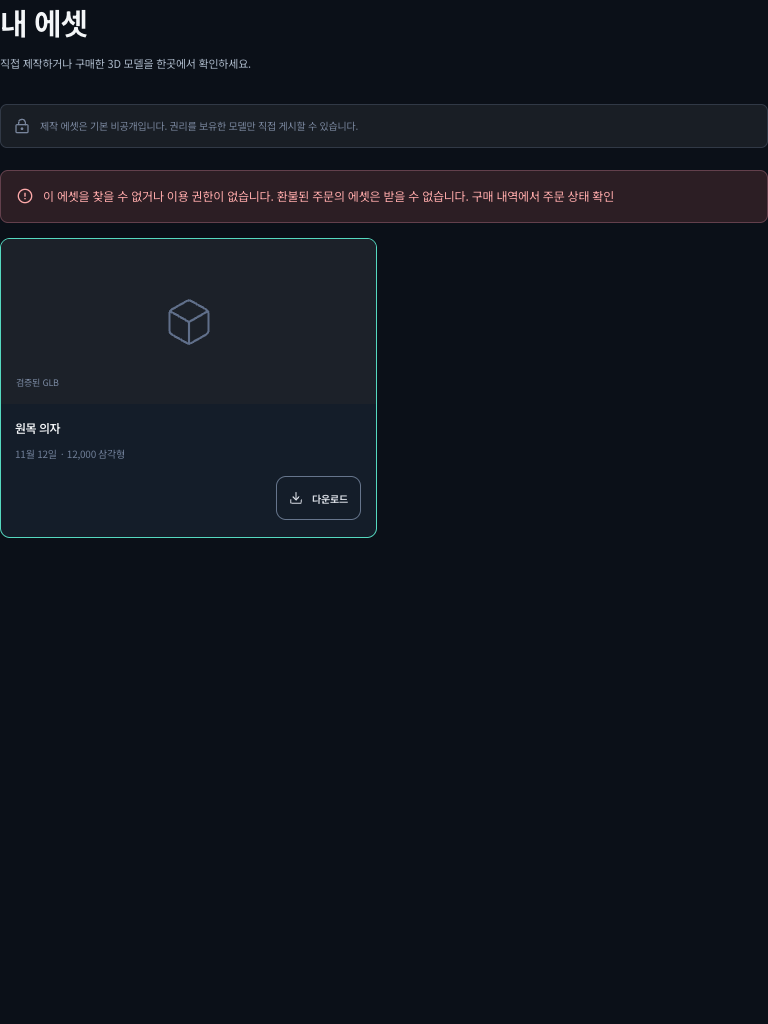 내 에셋
직접 제작하거나 구매한 3D 모델을 한곳에서 확인하세요.
제작 에셋은 기본 비공개입니다. 권리를 보유한 모델만 직접 게시할 수 있습니다.
이 에셋을 찾을 수 없거나 이용 권한이 없습니다. 환불된 주문의 에셋은 받을 수 없습니다. 구매 내역에서 주문 상태 확인
검증된 GLB
원목 의자
11월 12일 · 12,000 삼각형
다운로드